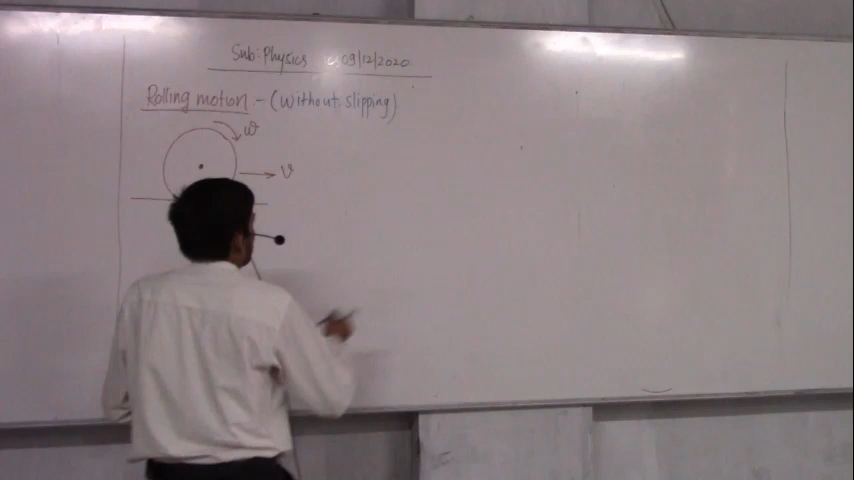 Sub: Physics 09/12/2020
Rolling motion :- (Without slipping)
ω
v